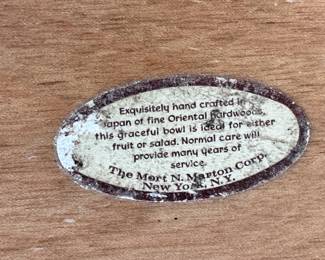 Exquisitely hand crafted in
Japan of fine Oriental hardwoods,
this graceful bowl is ideal for either
fruit or salad. Normal care will
provide many years of
service.
The Mort N. Marton Corp.
New York, N.Y.